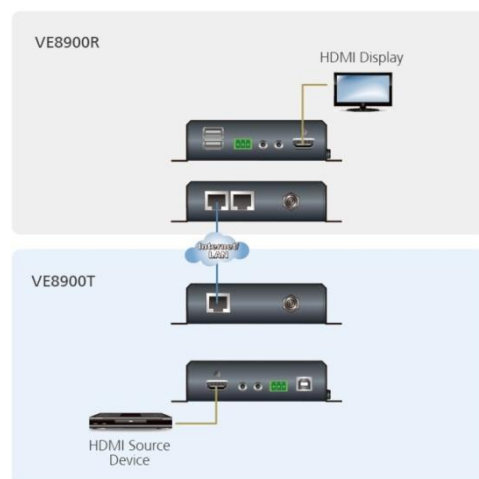 VE8900R
HDMI Display
Internet/
LAN
VE8900T
HDMI Source
Device